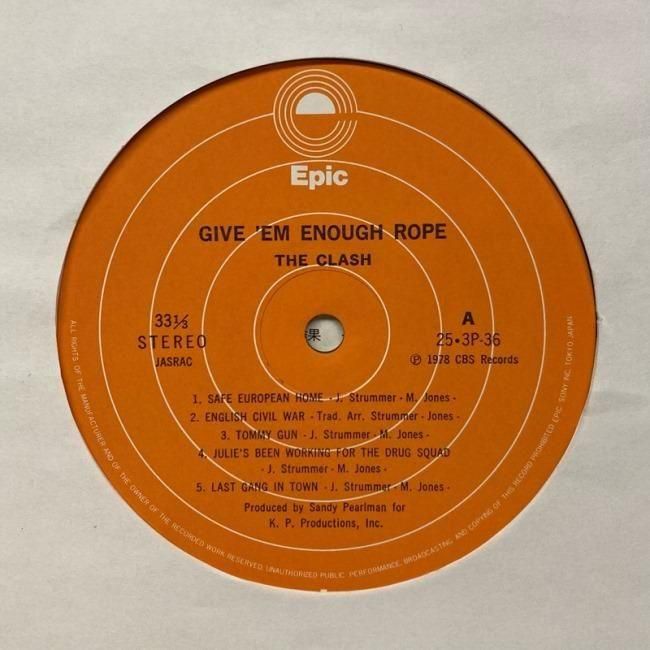 Epic
GIVE 'EM ENOUGH ROPE
THE CLASH
33⅓
STEREO
JASRAC
果
A
25•3P-36
Ⓟ 1978 CBS Records
1. SAFE EUROPEAN HOME - J. Strummer - M. Jones -
2. ENGLISH CIVIL WAR - Trad. Arr. Strummer - Jones -
3. TOMMY GUN - J. Strummer - M. Jones -
4. JULIE'S BEEN WORKING FOR THE DRUG SQUAD
- J. Strummer - M. Jones -
5. LAST GANG IN TOWN - J. Strummer - M. Jones -
Produced by Sandy Pearlman for
K. P. Productions, Inc.
ALL RIGHTS OF THE MANUFACTURER AND OF THE OWNER OF THE RECORDED WORK RESERVED. UNAUTHORIZED PUBLIC PERFORMANCE, BROADCASTING AND COPYING OF THIS RECORD PROHIBITED EPIC. SONY INC. TOKYO JAPAN